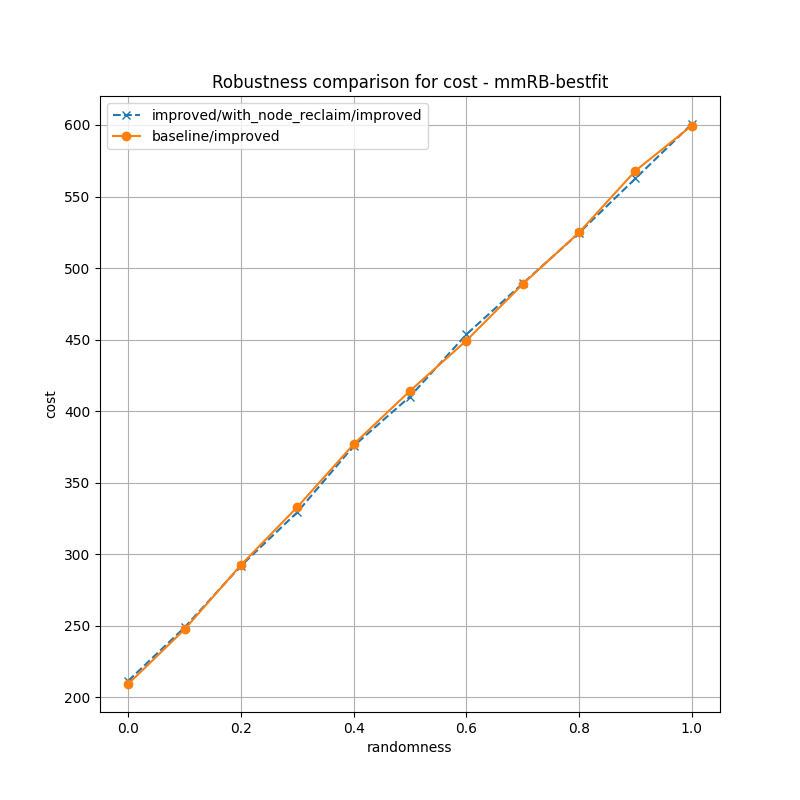 Robustness comparison for cost - mmRB-bestfit
improved/with_node_reclaim/improved
baseline/improved
600
550
500
450
400
350
300
250
200
cost
0.0 0.2 0.4 0.6 0.8 1.0
randomness